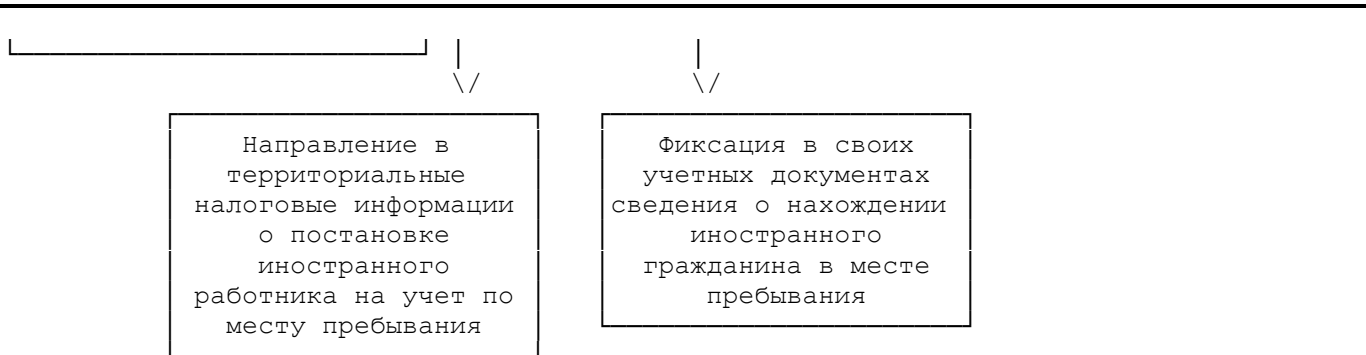 Направление в
территориальные
налоговые информации
о постановке
иностранного
работника на учет по
месту пребывания
Фиксация в своих
учетных документах
сведения о нахождении
иностранного
гражданина в месте
пребывания